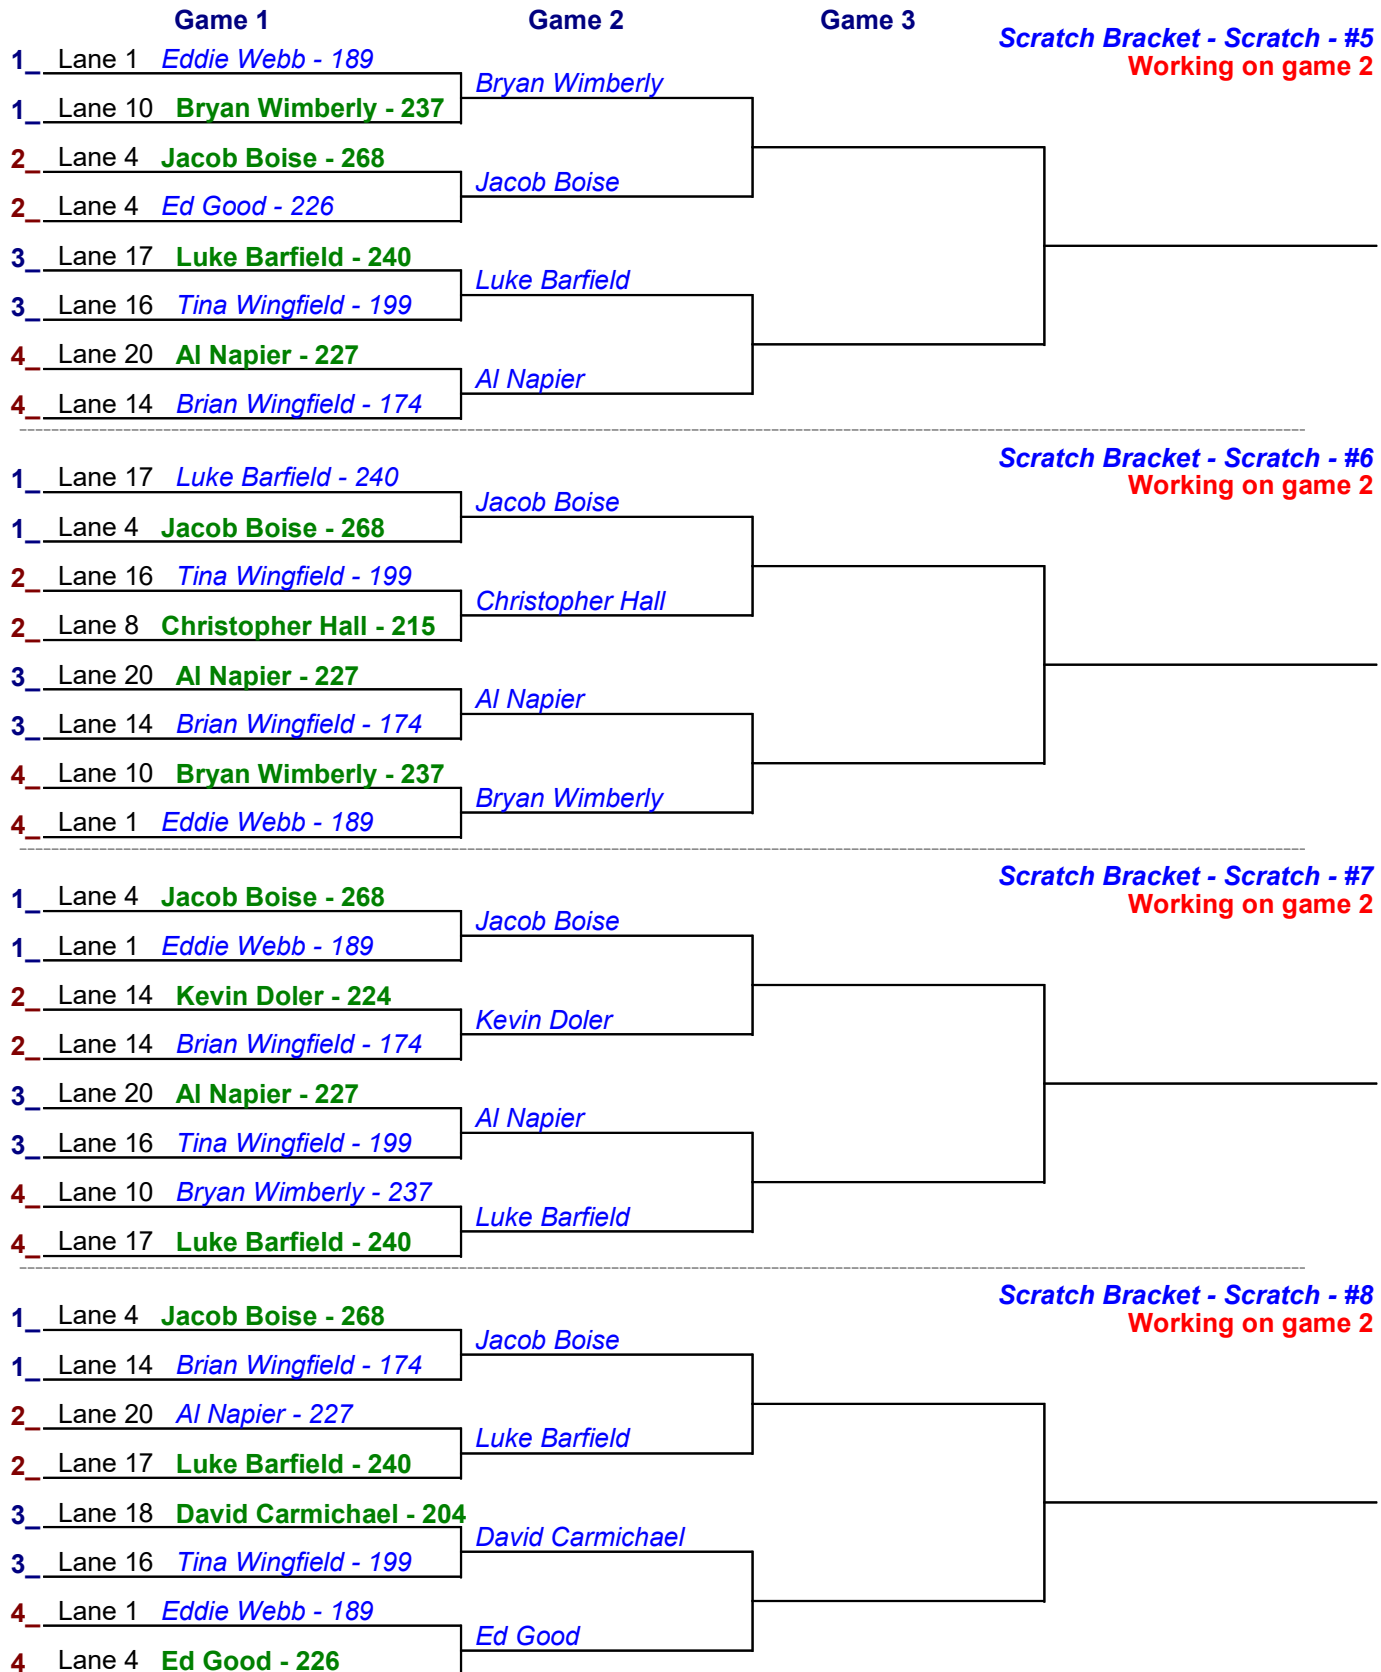 Game 1 Game 2 Game 3
Scratch Bracket - Scratch - #5
Working on game 2
1_ Lane 1 Eddie Webb - 189
Bryan Wimberly
1_ Lane 10 Bryan Wimberly - 237
2_ Lane 4 Jacob Boise - 268
Jacob Boise
2_ Lane 4 Ed Good - 226
3_ Lane 17 Luke Barfield - 240
Luke Barfield
3_ Lane 16 Tina Wingfield - 199
4_ Lane 20 Al Napier - 227
Al Napier
4_ Lane 14 Brian Wingfield - 174
Scratch Bracket - Scratch - #6
Working on game 2
1_ Lane 17 Luke Barfield - 240
Jacob Boise
1_ Lane 4 Jacob Boise - 268
2_ Lane 16 Tina Wingfield - 199
Christopher Hall
2_ Lane 8 Christopher Hall - 215
3_ Lane 20 Al Napier - 227
Al Napier
3_ Lane 14 Brian Wingfield - 174
4_ Lane 10 Bryan Wimberly - 237
Bryan Wimberly
4_ Lane 1 Eddie Webb - 189
Scratch Bracket - Scratch - #7
Working on game 2
1_ Lane 4 Jacob Boise - 268
Jacob Boise
1_ Lane 1 Eddie Webb - 189
2_ Lane 14 Kevin Doler - 224
Kevin Doler
2_ Lane 14 Brian Wingfield - 174
3_ Lane 20 Al Napier - 227
Al Napier
3_ Lane 16 Tina Wingfield - 199
4_ Lane 10 Bryan Wimberly - 237
Luke Barfield
4_ Lane 17 Luke Barfield - 240
Scratch Bracket - Scratch - #8
Working on game 2
1_ Lane 4 Jacob Boise - 268
Jacob Boise
1_ Lane 14 Brian Wingfield - 174
2_ Lane 20 Al Napier - 227
Luke Barfield
2_ Lane 17 Luke Barfield - 240
3_ Lane 18 David Carmichael - 204
David Carmichael
3_ Lane 16 Tina Wingfield - 199
4_ Lane 1 Eddie Webb - 189
Ed Good
4 Lane 4 Ed Good - 226